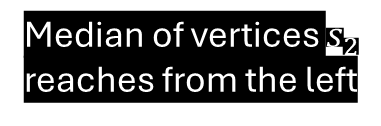 Median of vertices s₂
reaches from the left